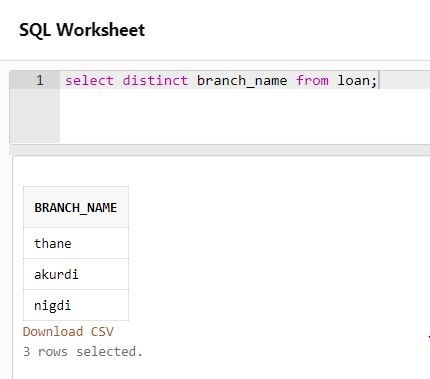 SQL Worksheet
1 select distinct branch_name from loan;
BRANCH_NAME
thane
akurdi
nigdi
Download CSV
3 rows selected.